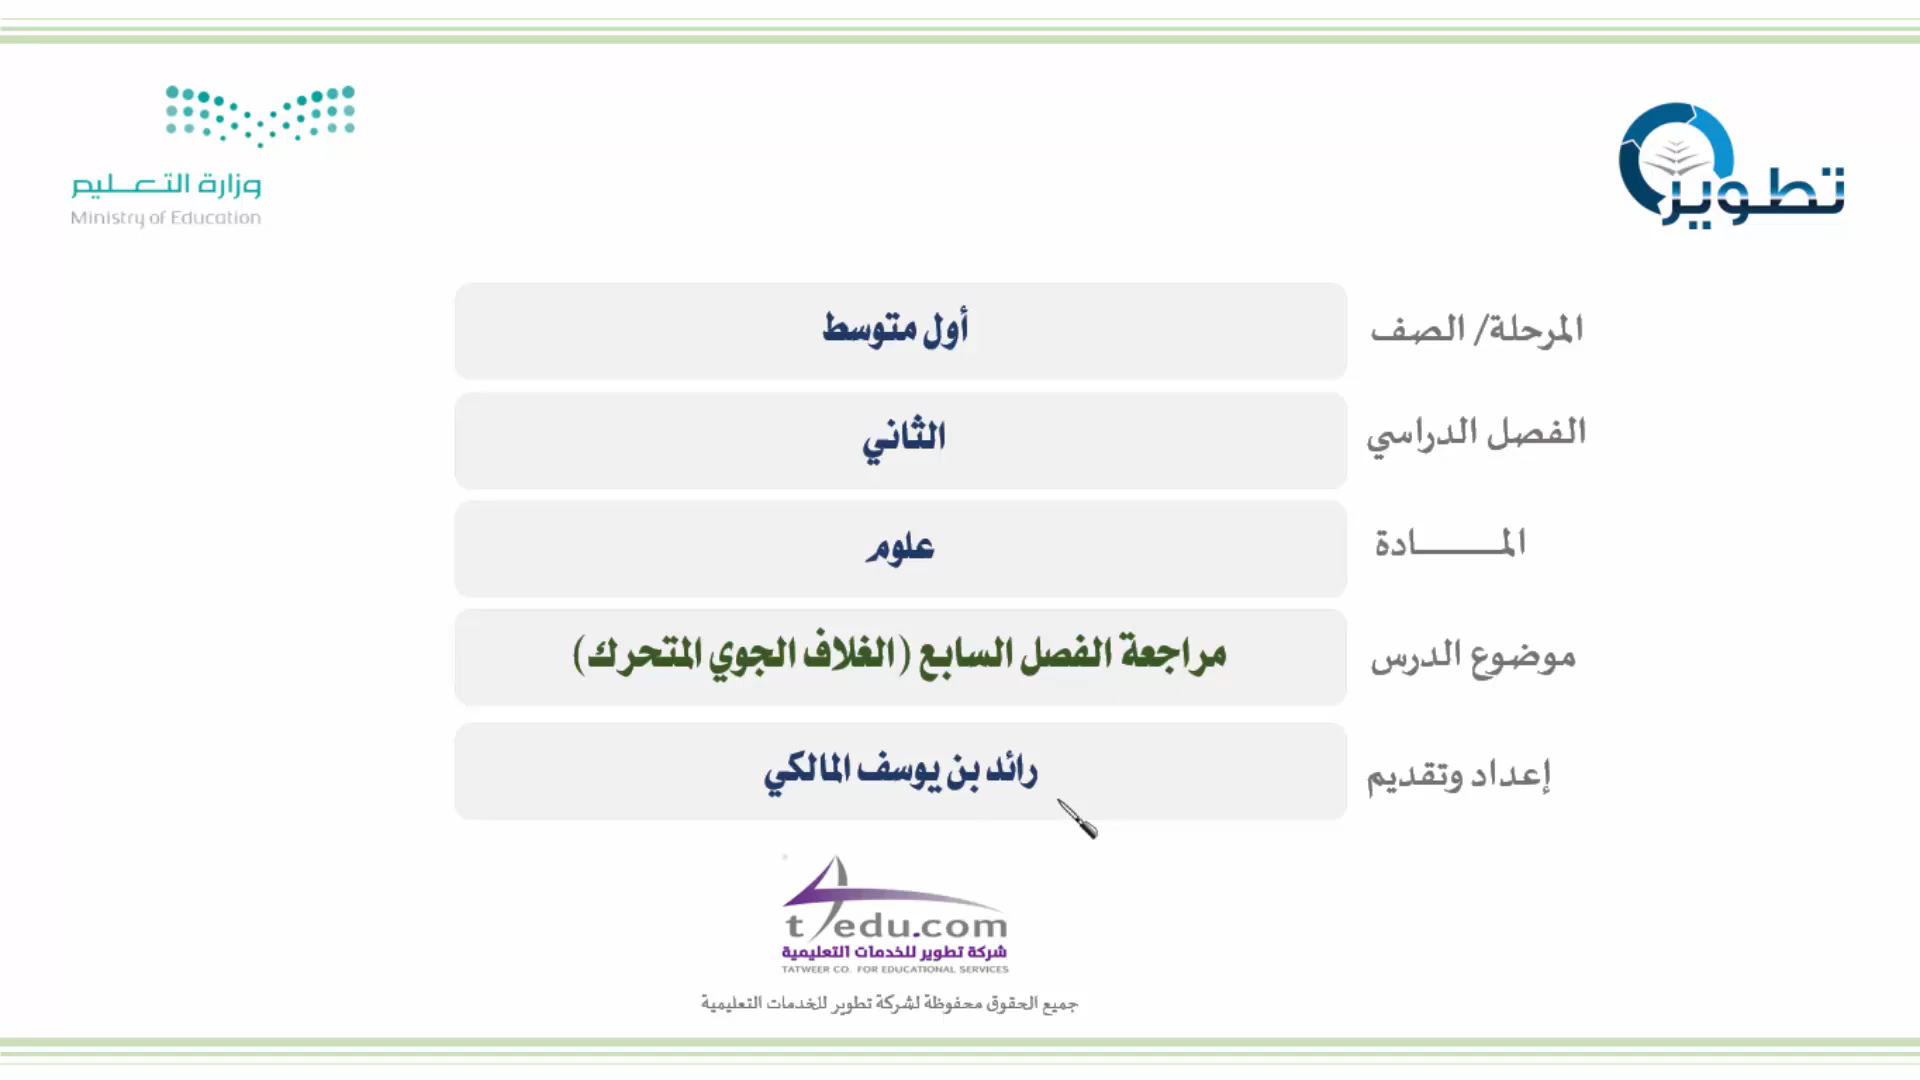 وزارة التعليم
Ministry of Education
تطوير
المرحلة/ الصف
أول متوسط
الفصل الدراسي
الثاني
المـــــــــادة
علوم
موضوع الدرس
مراجعة الفصل السابع (الغلاف الجوي المتحرك)
إعداد وتقديم
رائد بن يوسف المالكي
t4edu.com
شركة تطوير للخدمات التعليمية
TATWEER CO. FOR EDUCATIONAL SERVICES
جميع الحقوق محفوظة لشركة تطوير للخدمات التعليمية